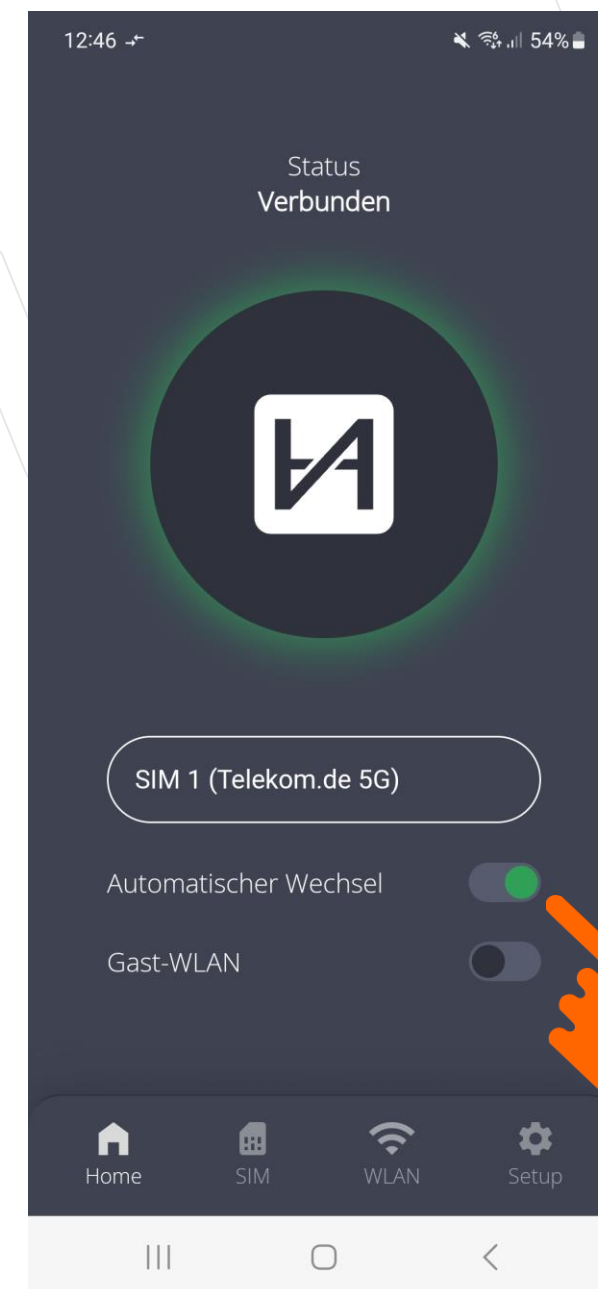 12:46
54%
Status
Verbunden
SIM 1 (Telekom.de 5G)
Automatischer Wechsel
Gast-WLAN
Home SIM WLAN Setup